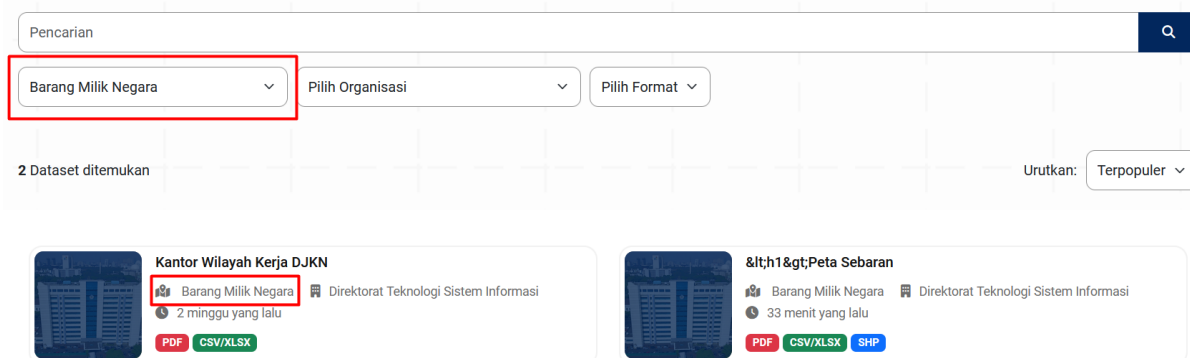 Pencarian
Barang Milik Negara
Pilih Organisasi
Pilih Format
2 Dataset ditemukan
Urutkan:
Terpopuler
Kantor Wilayah Kerja DJKN
Barang Milik Negara
Direktorat Teknologi Sistem Informasi
2 minggu yang lalu
PDF
CSV/XLSX
&lt;h1&gt;Peta Sebaran
Barang Milik Negara
Direktorat Teknologi Sistem Informasi
33 menit yang lalu
PDF
CSV/XLSX
SHP